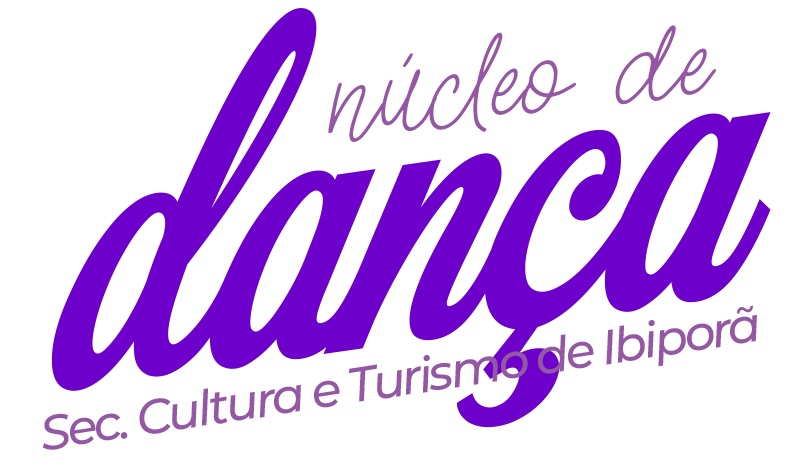 núcleo de
dança
Sec. Cultura e Turismo de Ibiporã